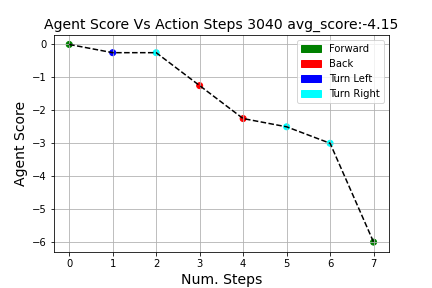 Agent Score Vs Action Steps 3040 avg_score:-4.15
Agent Score
0
−1
−2
−3
−4
−5
−6
Forward
Back
Turn Left
Turn Right
0 1 2 3 4 5 6 7
Num. Steps